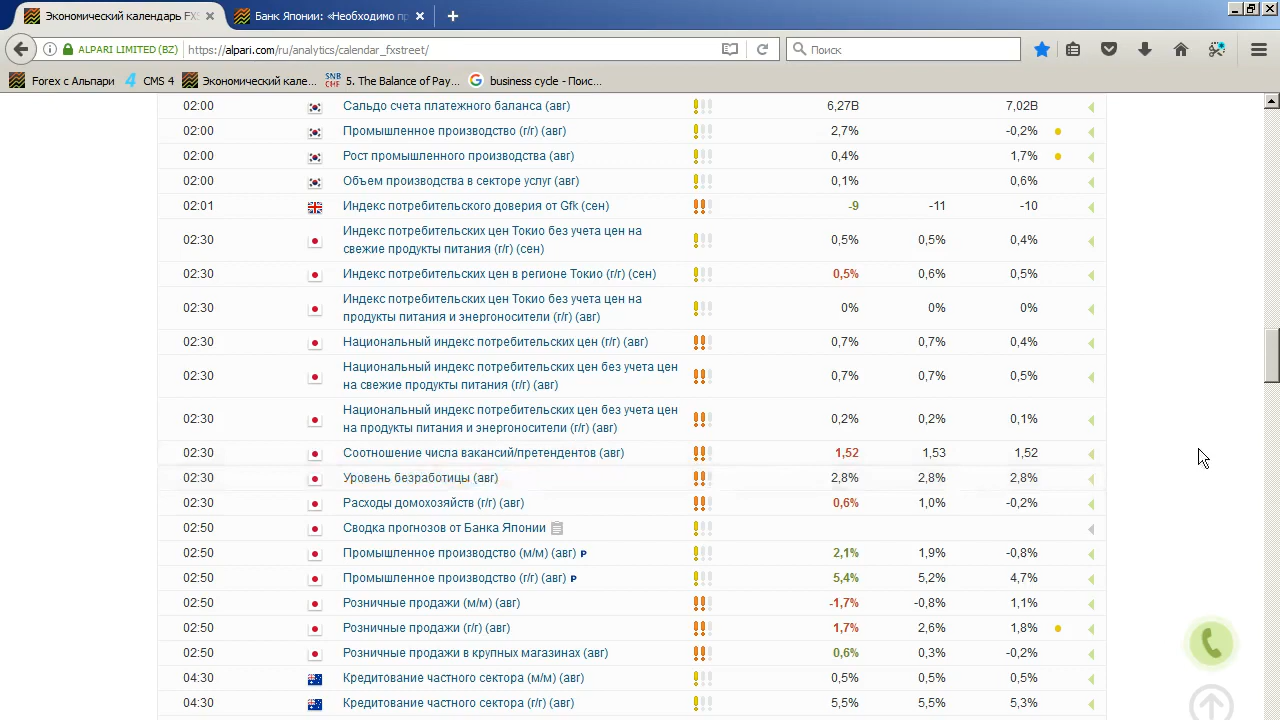 Экономический календарь FXS
Банк Японии: «Необходимо пр
ALPARI LIMITED (BZ)
https://alpari.com/ru/analytics/calendar_fxstreet/
Поиск
Forex с Альпари
CMS 4
Экономический кале...
SNB CHF
5. The Balance of Pay...
business cycle - Поис...
02:00 Сальдо счета платежного баланса (авг) 6,27B 7,02B
02:00 Промышленное производство (г/г) (авг) 2,7% -0,2%
02:00 Рост промышленного производства (авг) 0,4% 1,7%
02:00 Объем производства в секторе услуг (авг) 0,1% 0,6%
02:01 Индекс потребительского доверия от Gfk (сен) -9 -11 -10
02:30 Индекс потребительских цен Токио без учета цен на
свежие продукты питания (г/г) (сен) 0,5% 0,5% 0,4%
02:30 Индекс потребительских цен в регионе Токио (г/г) (сен) 0,5% 0,6% 0,5%
02:30 Индекс потребительских цен Токио без учета цен на
продукты питания и энергоносители (г/г) (авг) 0% 0% 0%
02:30 Национальный индекс потребительских цен (г/г) (авг) 0,7% 0,7% 0,4%
02:30 Национальный индекс потребительских цен без учета цен
на свежие продукты питания (г/г) (авг) 0,7% 0,7% 0,5%
02:30 Национальный индекс потребительских цен без учета цен
на продукты питания и энергоносители (г/г) (авг) 0,2% 0,2% 0,1%
02:30 Соотношение числа вакансий/претендентов (авг) 1,52 1,53 1,52
02:30 Уровень безработицы (авг) 2,8% 2,8% 2,8%
02:30 Расходы домохозяйств (г/г) (авг) 0,6% 1,0% -0,2%
02:50 Сводка прогнозов от Банка Японии
02:50 Промышленное производство (м/м) (авг) P 2,1% 1,9% -0,8%
02:50 Промышленное производство (г/г) (авг) P 5,4% 5,2% 4,7%
02:50 Розничные продажи (м/м) (авг) -1,7% -0,8% 1,1%
02:50 Розничные продажи (г/г) (авг) 1,7% 2,6% 1,8%
02:50 Розничные продажи в крупных магазинах (авг) 0,6% 0,3% -0,2%
04:30 Кредитование частного сектора (м/м) (авг) 0,5% 0,5% 0,5%
04:30 Кредитование частного сектора (г/г) (авг) 5,5% 5,5% 5,3%